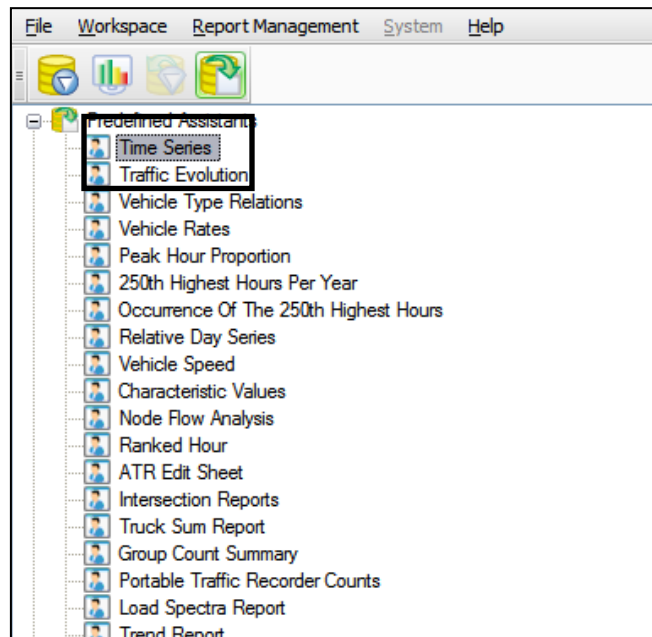 File Workspace Report Management System Help
Predefined Assistants
Time Series
Traffic Evolution
Vehicle Type Relations
Vehicle Rates
Peak Hour Proportion
250th Highest Hours Per Year
Occurrence Of The 250th Highest Hours
Relative Day Series
Vehicle Speed
Characteristic Values
Node Flow Analysis
Ranked Hour
ATR Edit Sheet
Intersection Reports
Truck Sum Report
Group Count Summary
Portable Traffic Recorder Counts
Load Spectra Report
Trend Report